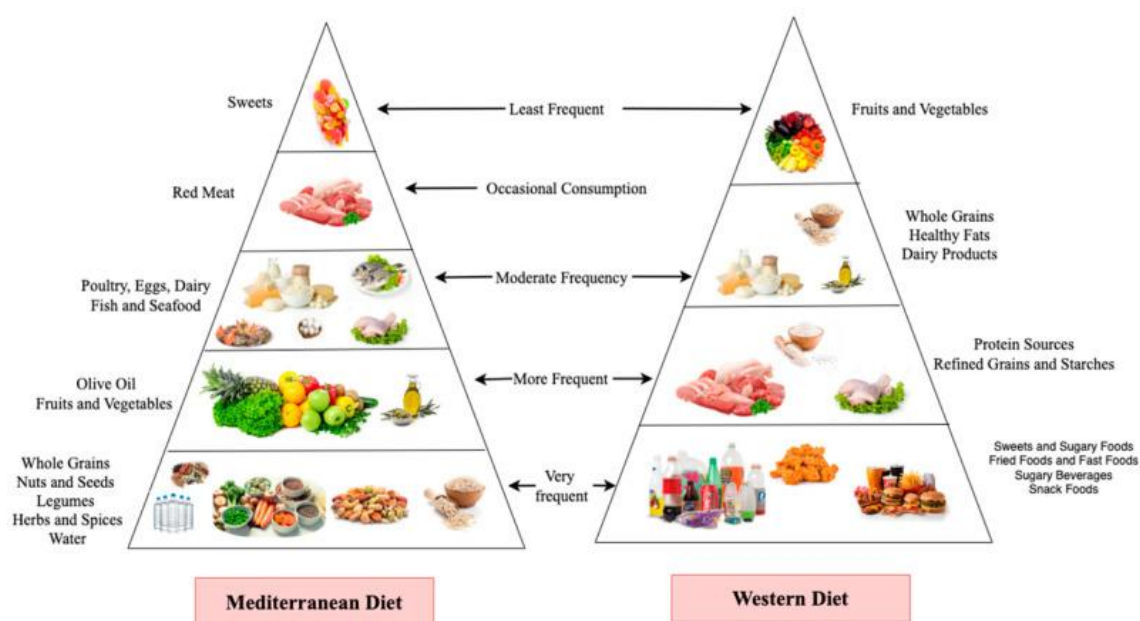 Sweets
Least Frequent
Fruits and Vegetables
Red Meat
Occasional Consumption
Whole Grains
Healthy Fats
Dairy Products
Poultry, Eggs, Dairy
Fish and Seafood
Moderate Frequency
Protein Sources
Refined Grains and Starches
Olive Oil
Fruits and Vegetables
More Frequent
Whole Grains
Nuts and Seeds
Legumes
Herbs and Spices
Water
Very
frequent
Sweets and Sugary Foods
Fried Foods and Fast Foods
Sugary Beverages
Snack Foods
Mediterranean Diet
Western Diet